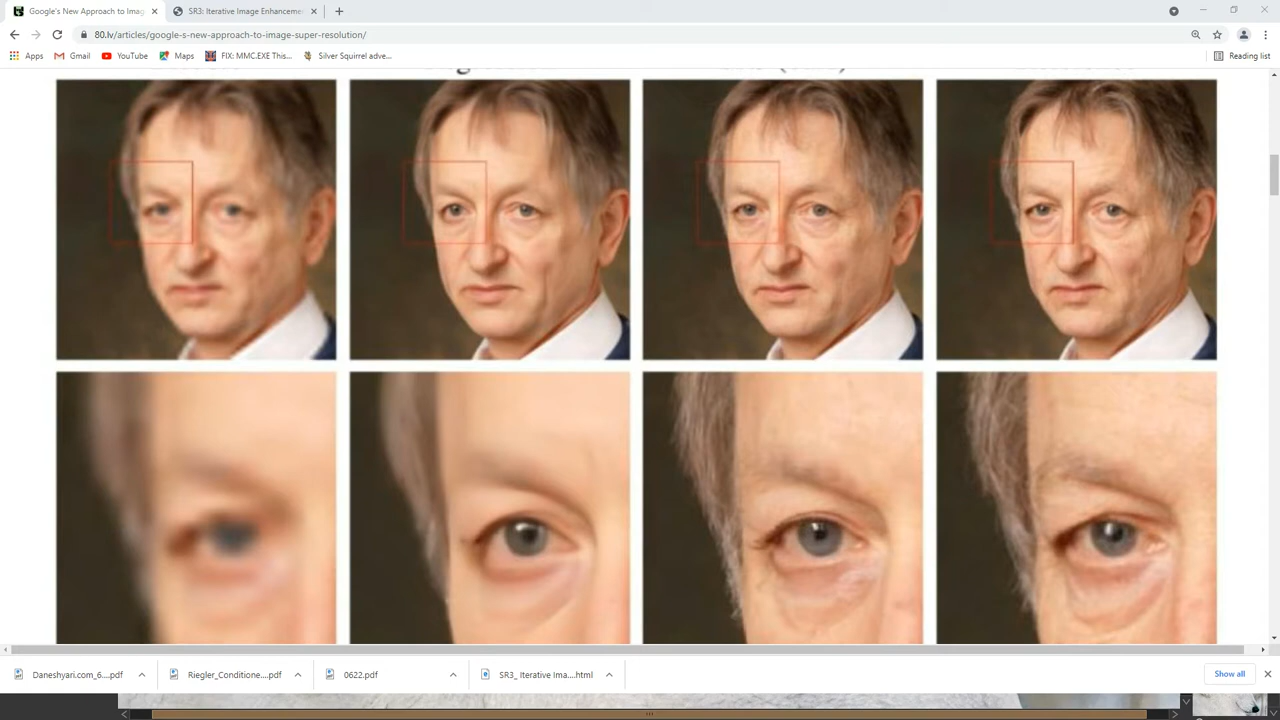 Google's New Approach to Imag
SR3: Iterative Image Enhanceme
80.lv/articles/google-s-new-approach-to-image-super-resolution/
Apps
Gmail
YouTube
Maps
FIX: MMC.EXE This...
Silver Squirrel adve...
Reading list
Daneshyari.com_6....pdf
Riegler_Conditione....pdf
0622.pdf
SR3_ Iterative Ima....html
Show all